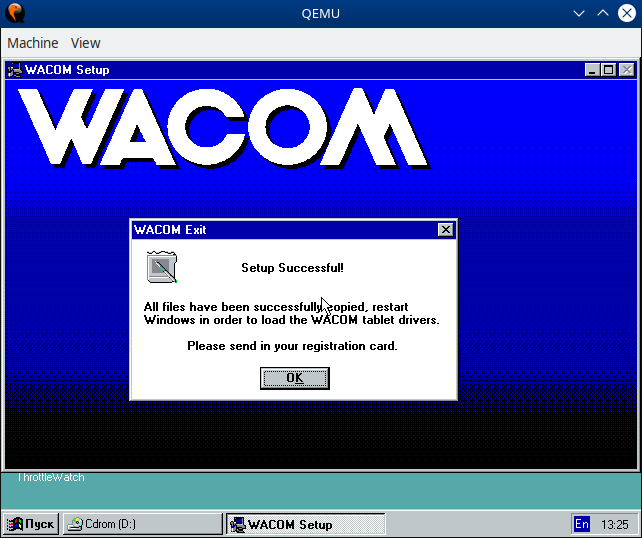 QEMU
Machine View
WACOM Setup
WACOM
WACOM Exit
Setup Successful!
All files have been successfully copied, restart
Windows in order to load the WACOM tablet drivers.
Please send in your registration card.
OK
ThrottleWatch
Пуск
Cdrom (D:)
WACOM Setup
En
13:25